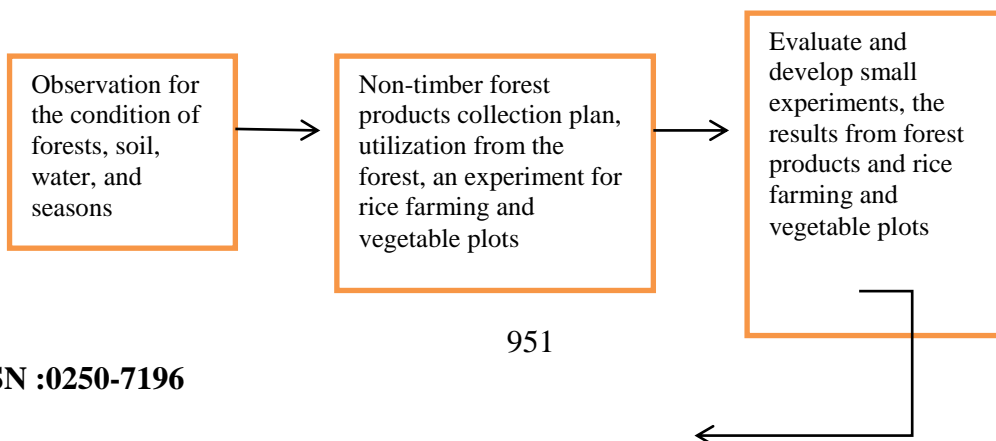 Observation for
the condition of
forests, soil,
water, and
seasons
Non-timber forest
products collection plan,
utilization from the
forest, an experiment for
rice farming and
vegetable plots
Evaluate and
develop small
experiments, the
results from forest
products and rice
farming and
vegetable plots
951
SN :0250-7196